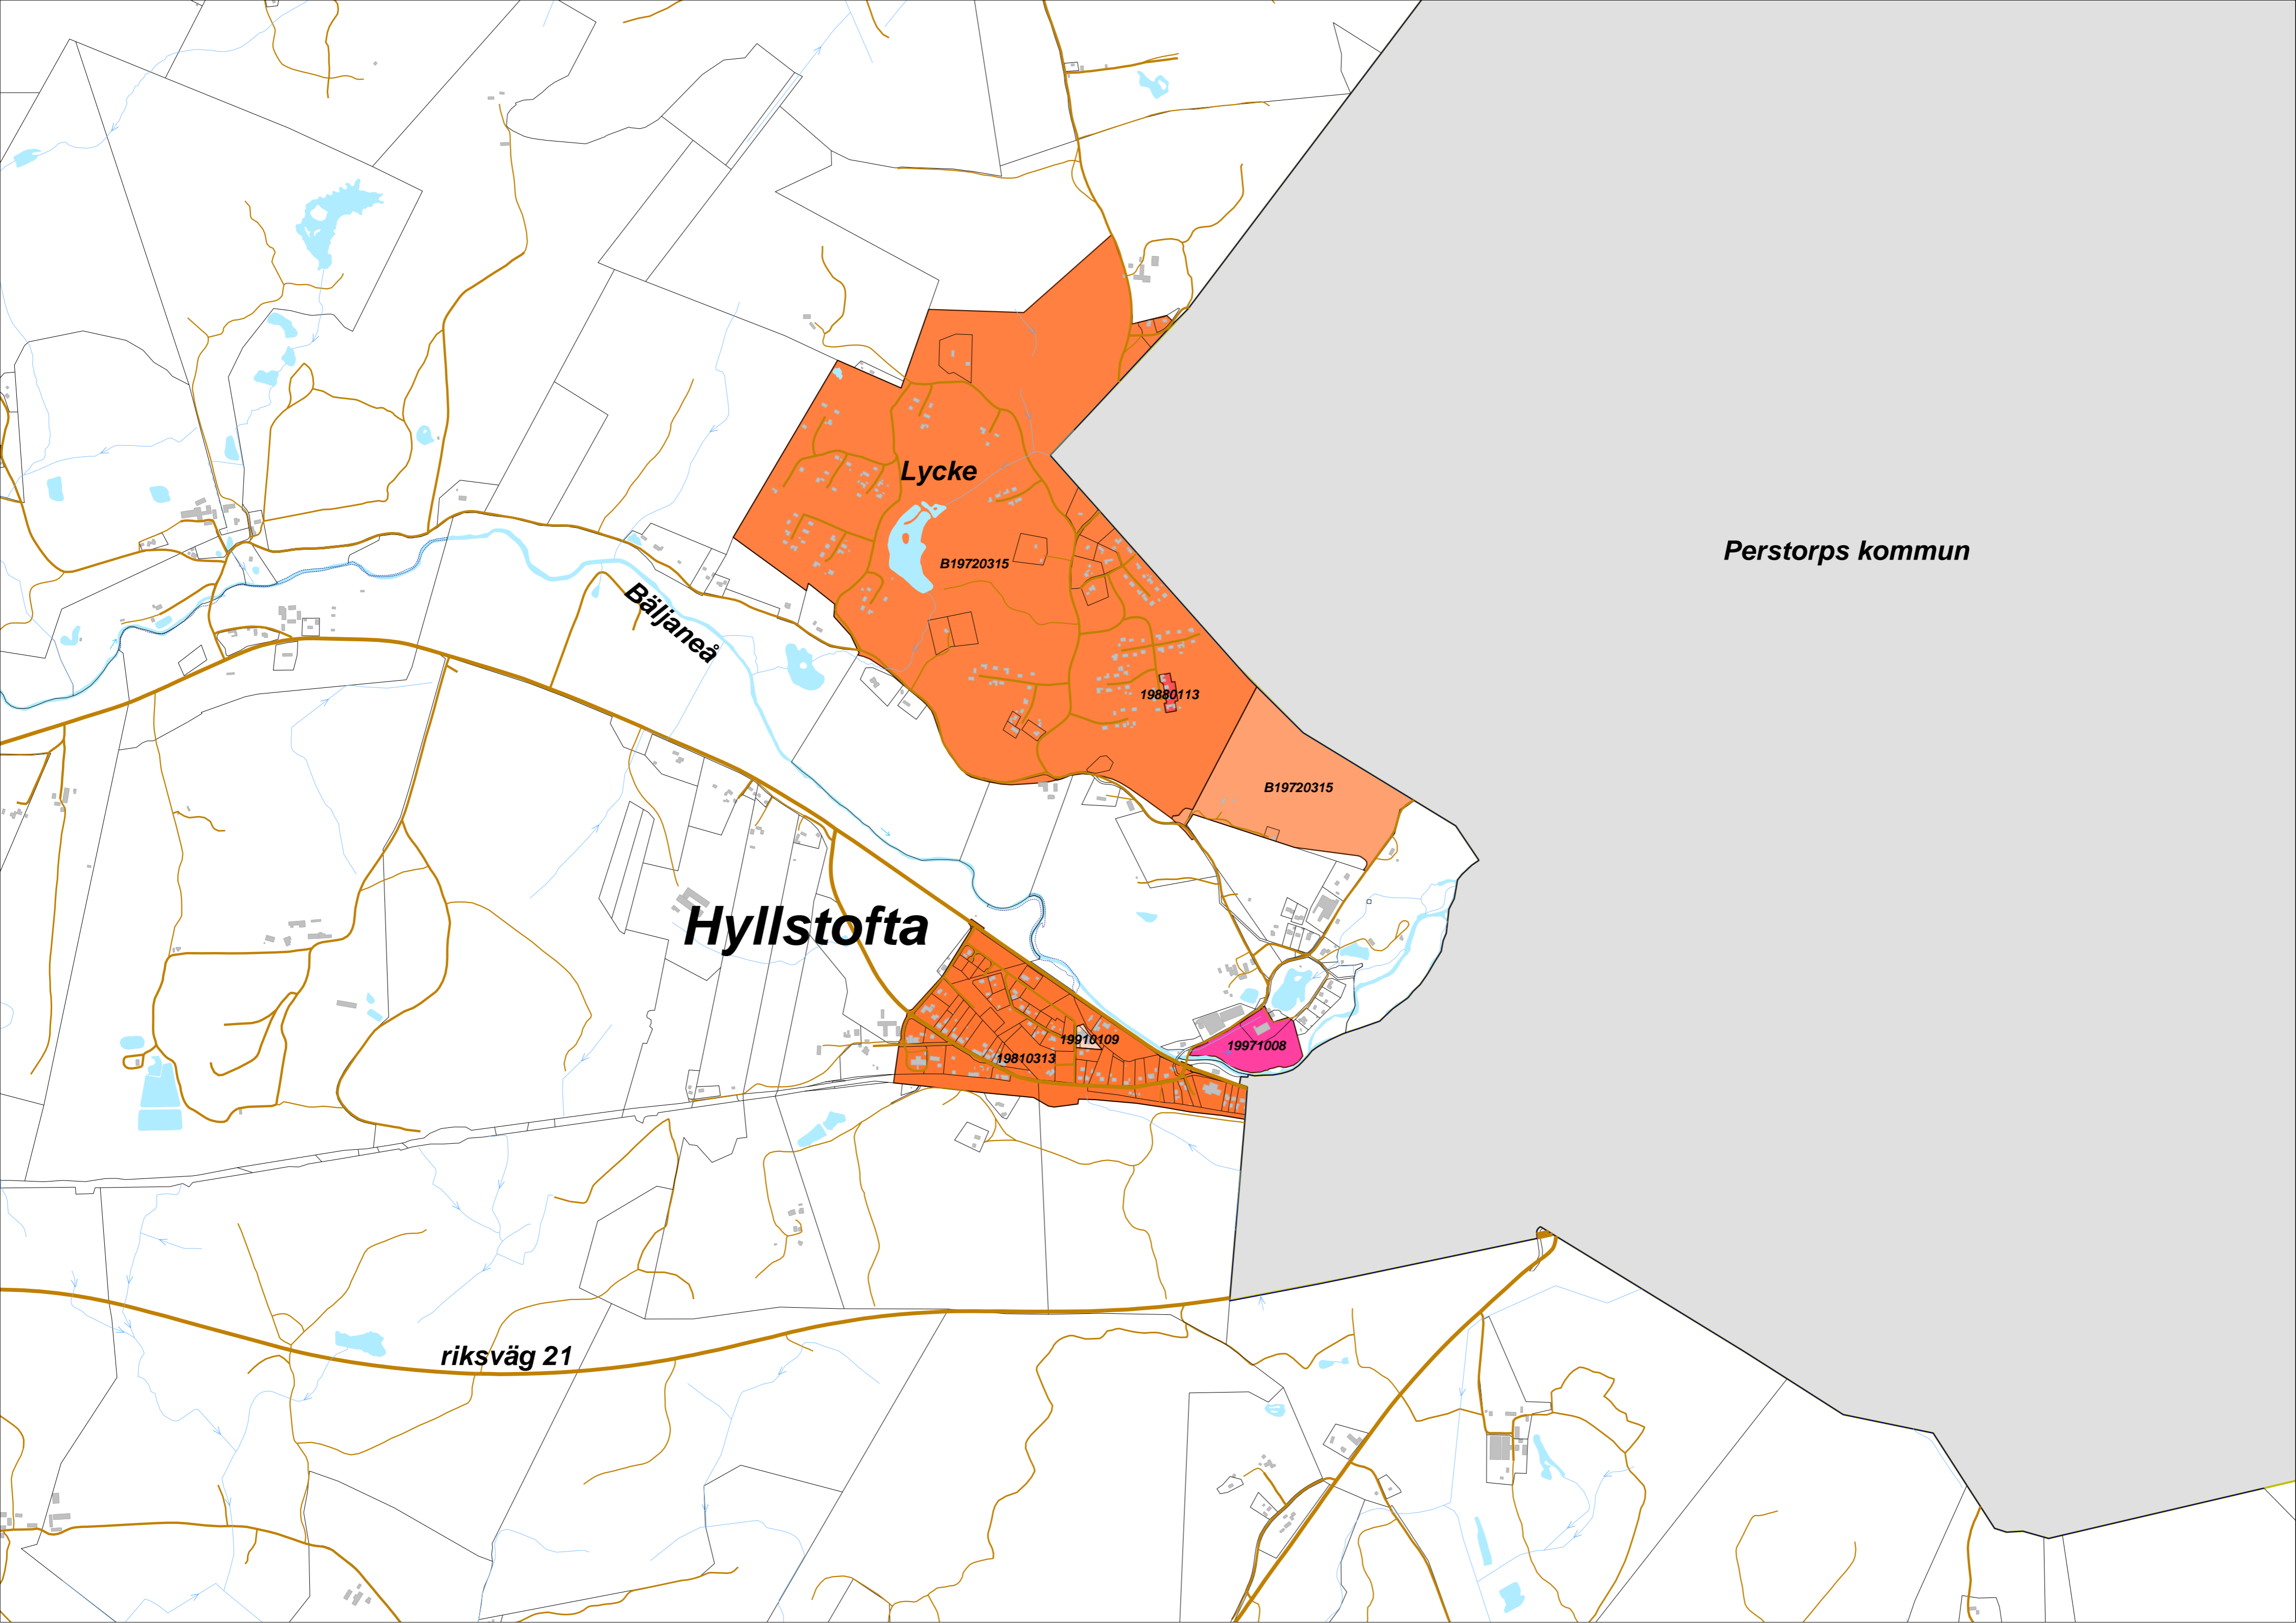 Lycke
Perstorps kommun
B19720315
Bäljaneå
19880113
B19720315
Hyllstofta
19910109
19971008
19810313
riksväg 21